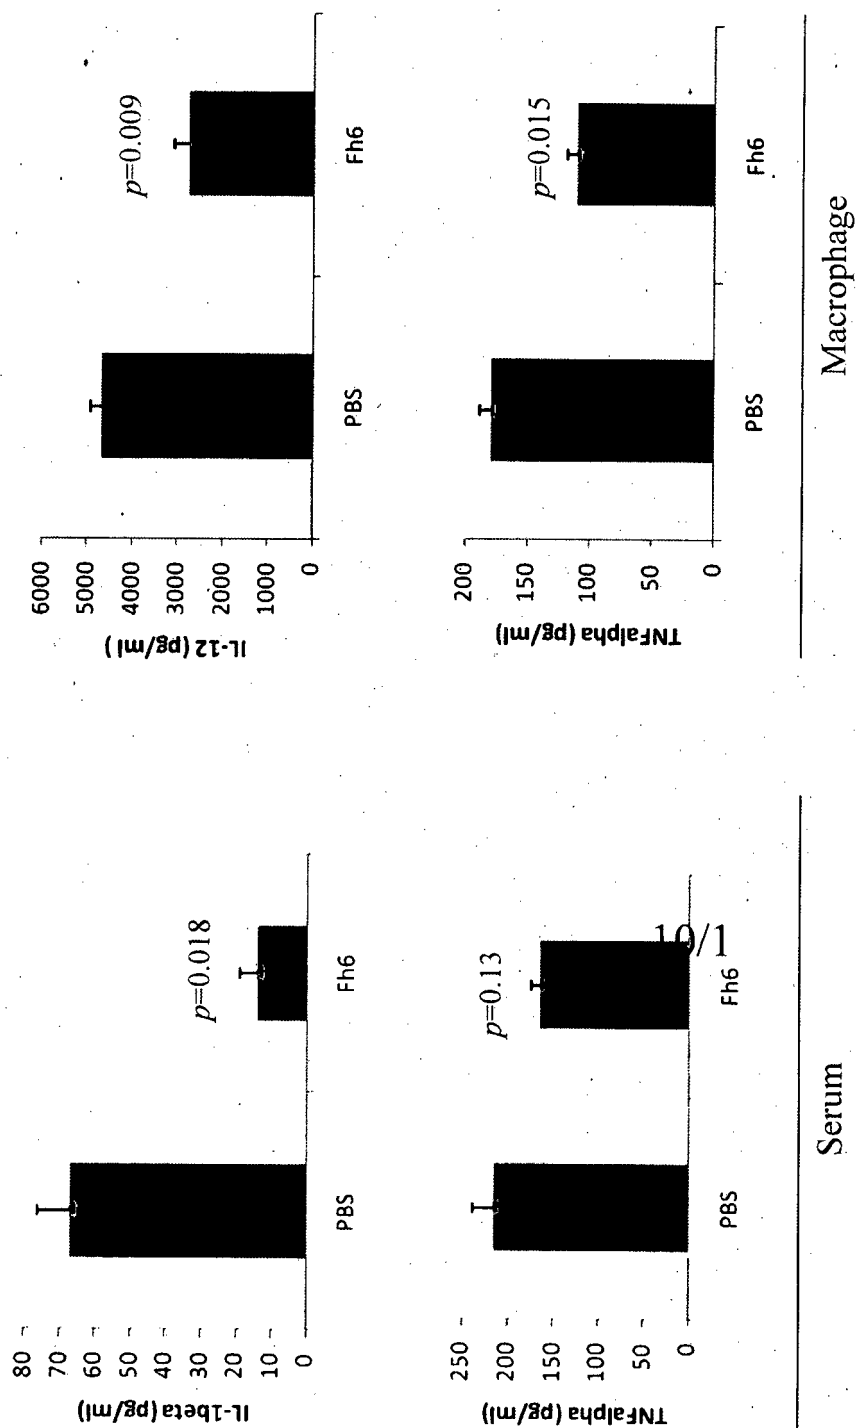 IL-1beta (pg/ml)
80
70
60
50
40
30
20
10
0
p=0.018
PBS
Fh6
IL-12 (pg/ml )
6000
5000
4000
3000
2000
1000
0
p=0.009
PBS
Fh6
TNFalpha (pg/ml)
250
200
150
100
50
0
p=0.13
10/1
PBS
Fh6
TNFalpha (pg/ml)
200
150
100
50
0
p=0.015
PBS
Fh6
Serum
Macrophage